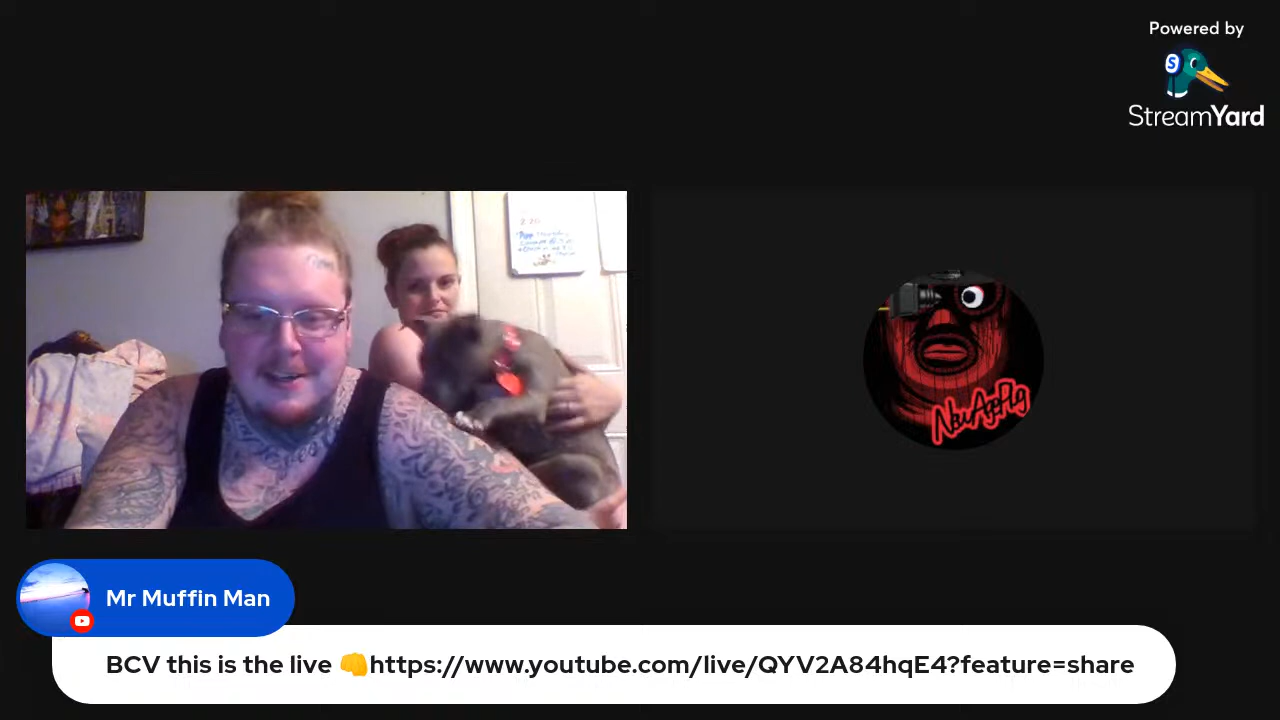 Powered by
S
StreamYard
NewAgePlg
Mr Muffin Man
BCV this is the live 👊https://www.youtube.com/live/QYV2A84hqE4?feature=share